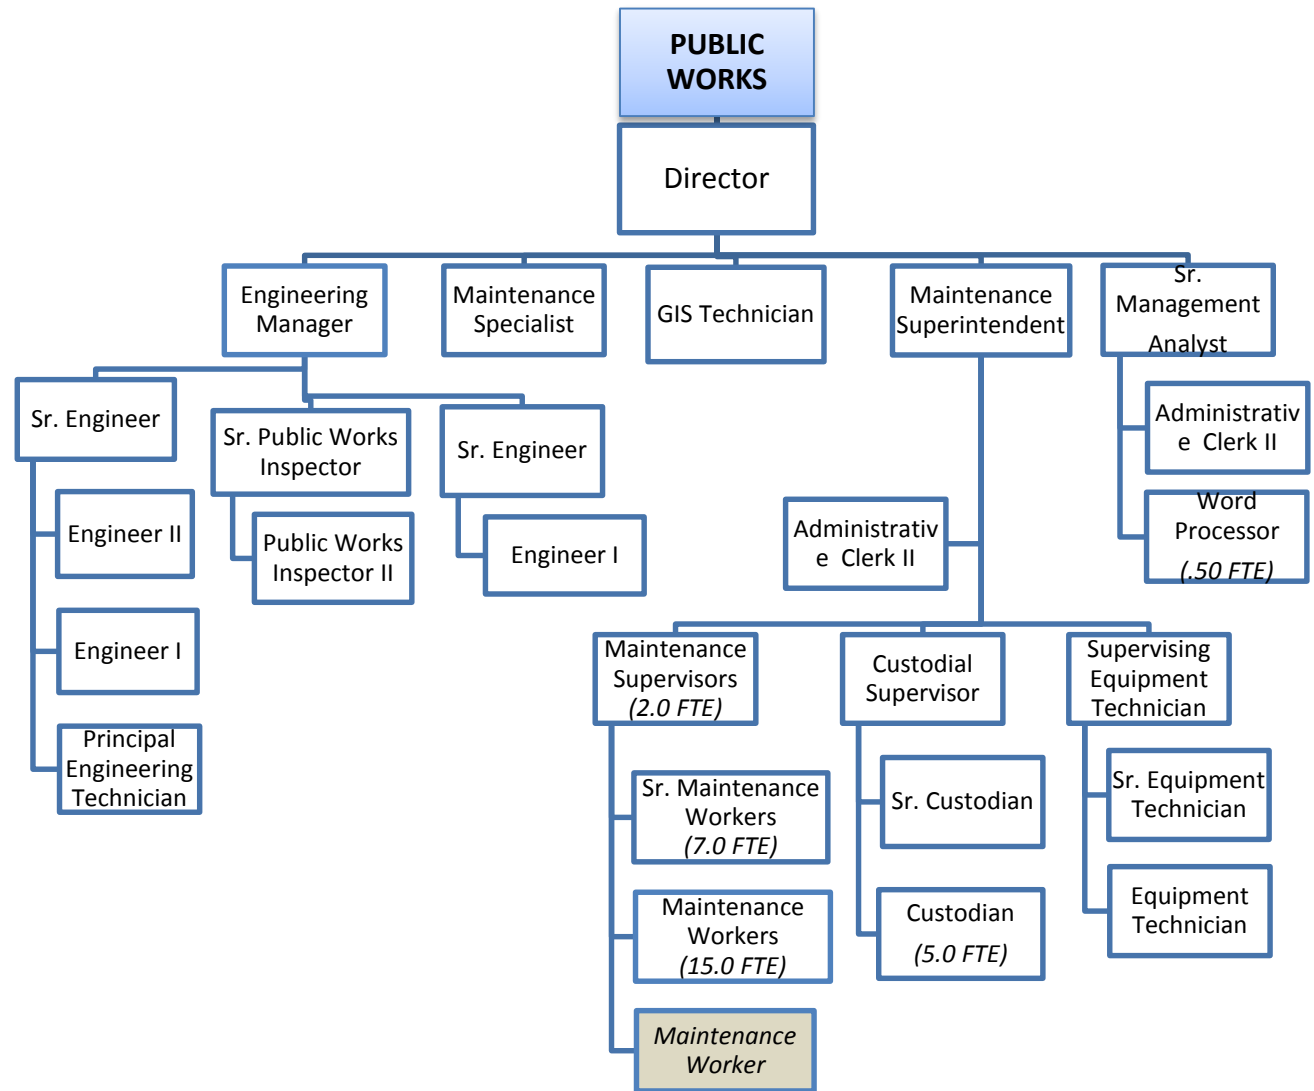 PUBLIC
WORKS
Director
Engineering
Manager
Maintenance
Specialist
GIS Technician
Maintenance
Superintendent
Sr.
Management
Analyst
Sr. Engineer
Engineer II
Engineer I
Principal
Engineering
Technician
Sr. Public Works
Inspector
Public Works
Inspector II
Sr. Engineer
Engineer I
Administrativ
e Clerk II
Maintenance
Supervisors
(2.0 FTE)
Sr. Maintenance
Workers
(7.0 FTE)
Maintenance
Workers
(15.0 FTE)
Maintenance
Worker
Custodial
Supervisor
Sr. Custodian
Custodian
(5.0 FTE)
Supervising
Equipment
Technician
Sr. Equipment
Technician
Equipment
Technician
Administrativ
e Clerk II
Word
Processor
(.50 FTE)